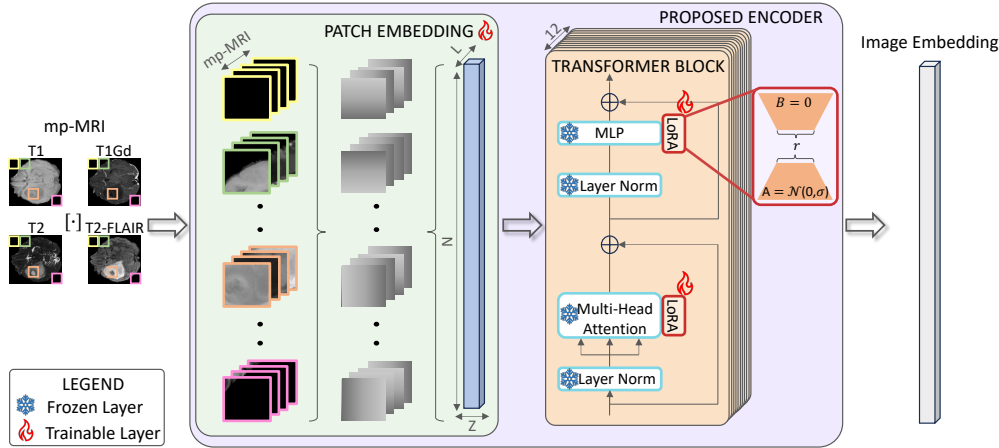 PROPOSED ENCODER
PATCH EMBEDDING
mp-MRI
L
N
Z
mp-MRI
T1
T1Gd
[·]
T2
T2-FLAIR
12
TRANSFORMER BLOCK
MLP
LoRA
Layer Norm
Multi-Head
Attention
LoRA
Layer Norm
B = 0
r
A = 𝒩(0,σ)
Image Embedding
LEGEND
Frozen Layer
Trainable Layer